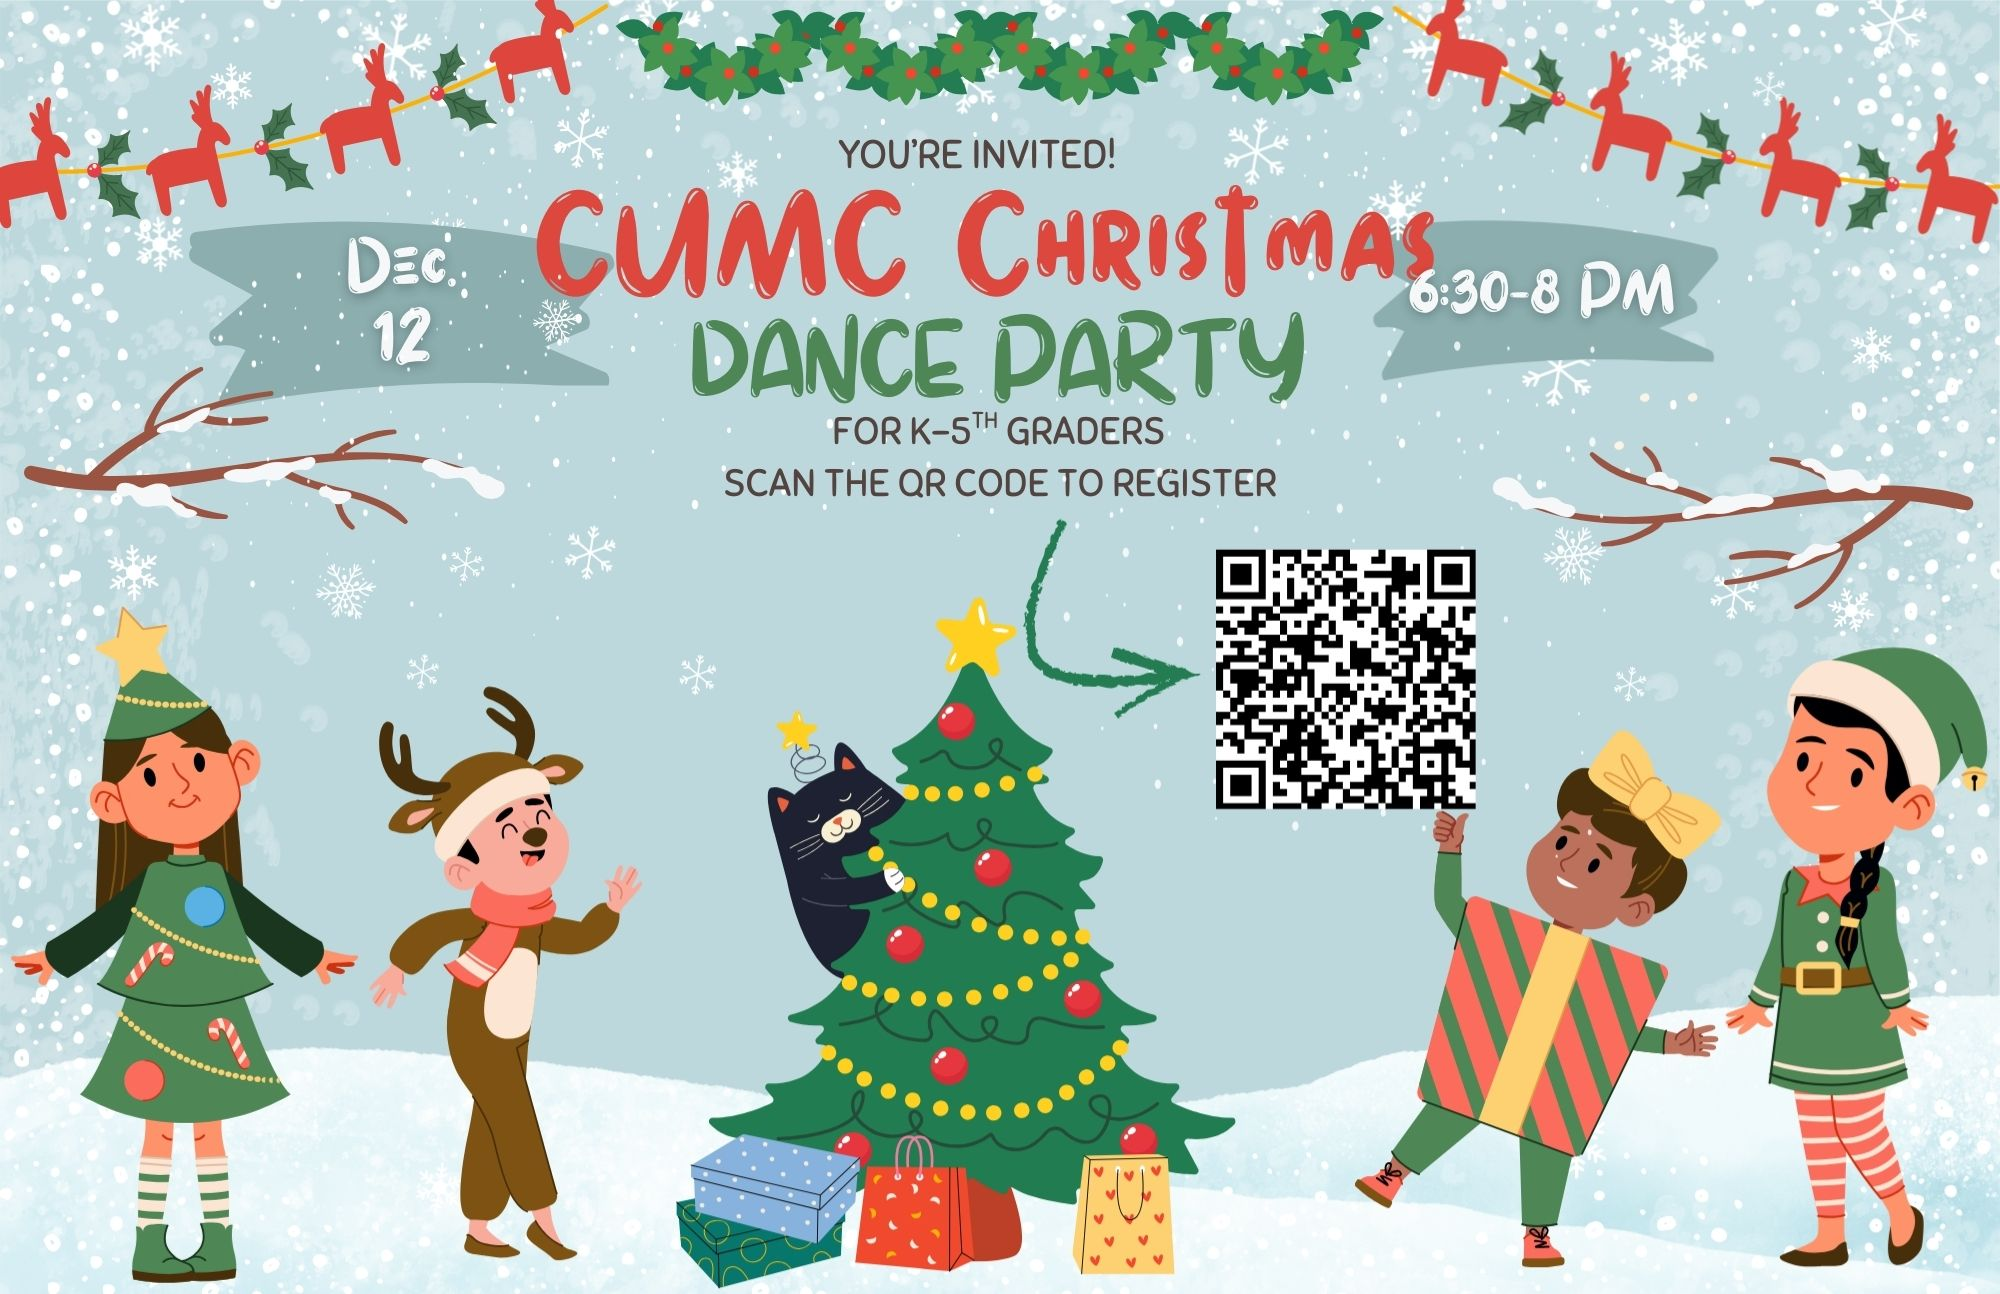 YOU'RE INVITED!
CUMC CHRISTMAS
DANCE PARTY
DEC.
12
6:30-8 PM
FOR K-5TH GRADERS
SCAN THE QR CODE TO REGISTER